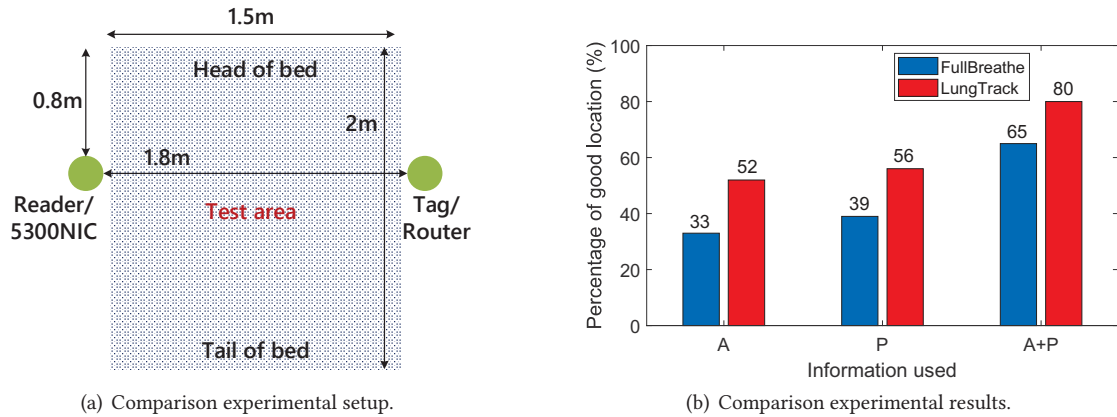 1.5m
Head of bed
0.8m
2m
1.8m
Reader/
5300NIC
Test area
Tag/
Router
Tail of bed
(a) Comparison experimental setup.
Percentage of good location (%)
100
80
60
40
20
0
FullBreathe
LungTrack
33
52
39
56
65
80
A
P
A+P
Information used
(b) Comparison experimental results.